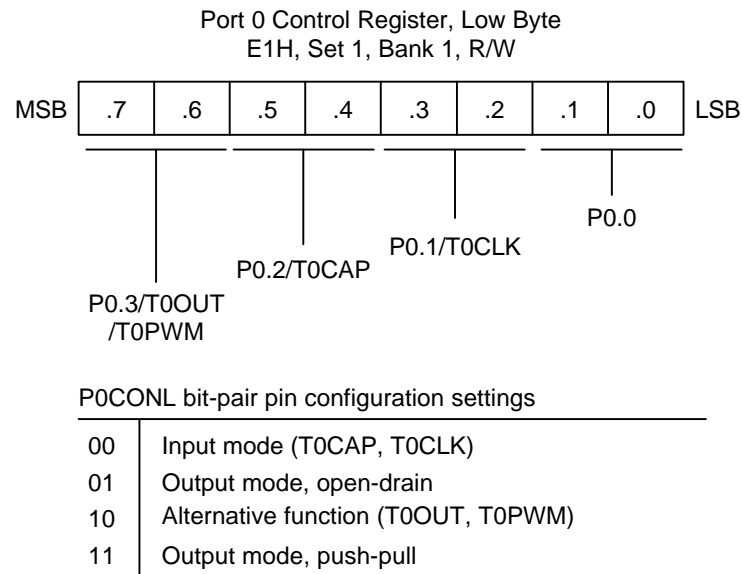 Port 0 Control Register, Low Byte
E1H, Set 1, Bank 1, R/W
MSB .7 .6 .5 .4 .3 .2 .1 .0 LSB
P0.0
P0.1/T0CLK
P0.2/T0CAP
P0.3/T0OUT
/T0PWM
P0CONL bit-pair pin configuration settings
00 Input mode (T0CAP, T0CLK)
01 Output mode, open-drain
10 Alternative function (T0OUT, T0PWM)
11 Output mode, push-pull